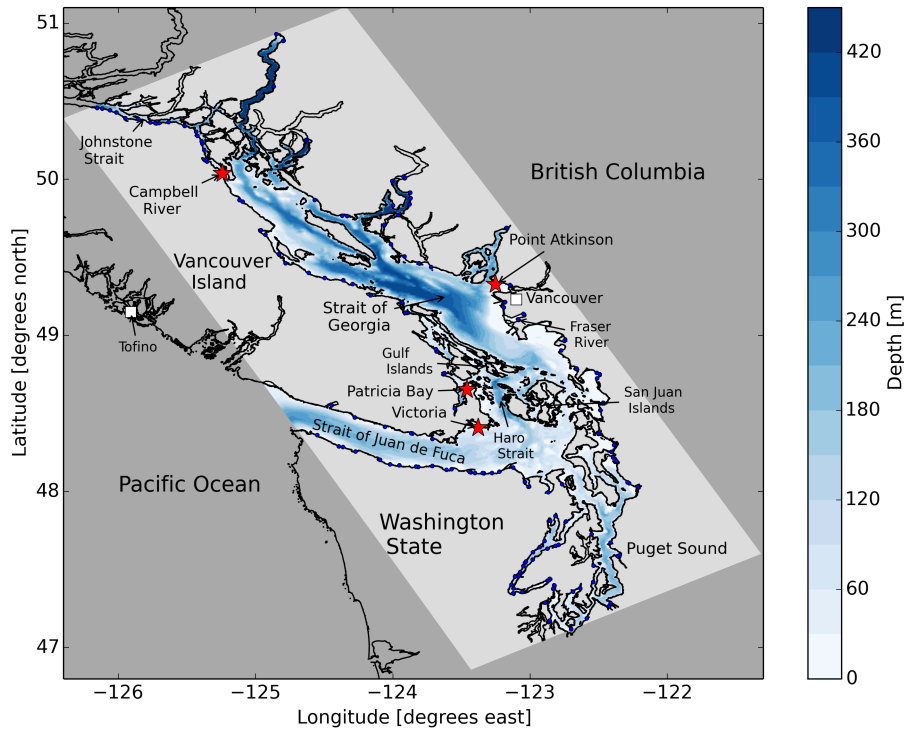 51
50
49
48
47
Latitude [degrees north]
−126
−125
−124
−123
−122
Longitude [degrees east]
Johnstone
Strait
Campbell
River
British Columbia
Point Atkinson
Vancouver
Island
Vancouver
Strait of
Georgia
Fraser
River
Tofino
Gulf
Islands
Patricia Bay
San Juan
Islands
Victoria
Haro
Strait
Strait of Juan de Fuca
Pacific Ocean
Washington
State
Puget Sound
420
360
300
240
180
120
60
0
Depth [m]